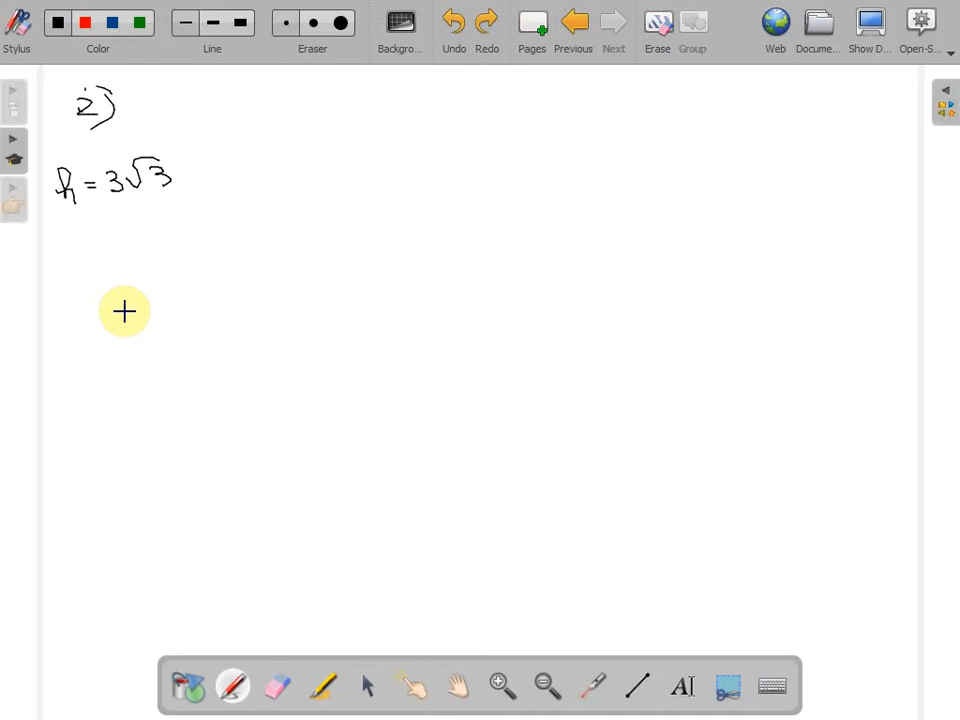 Stylus
Color
Line
Eraser
Backgro...
Undo
Redo
Pages
Previous
Next
Erase
Group
Web
Docume...
Show D...
Open-S...
2)
h = 3√3
A